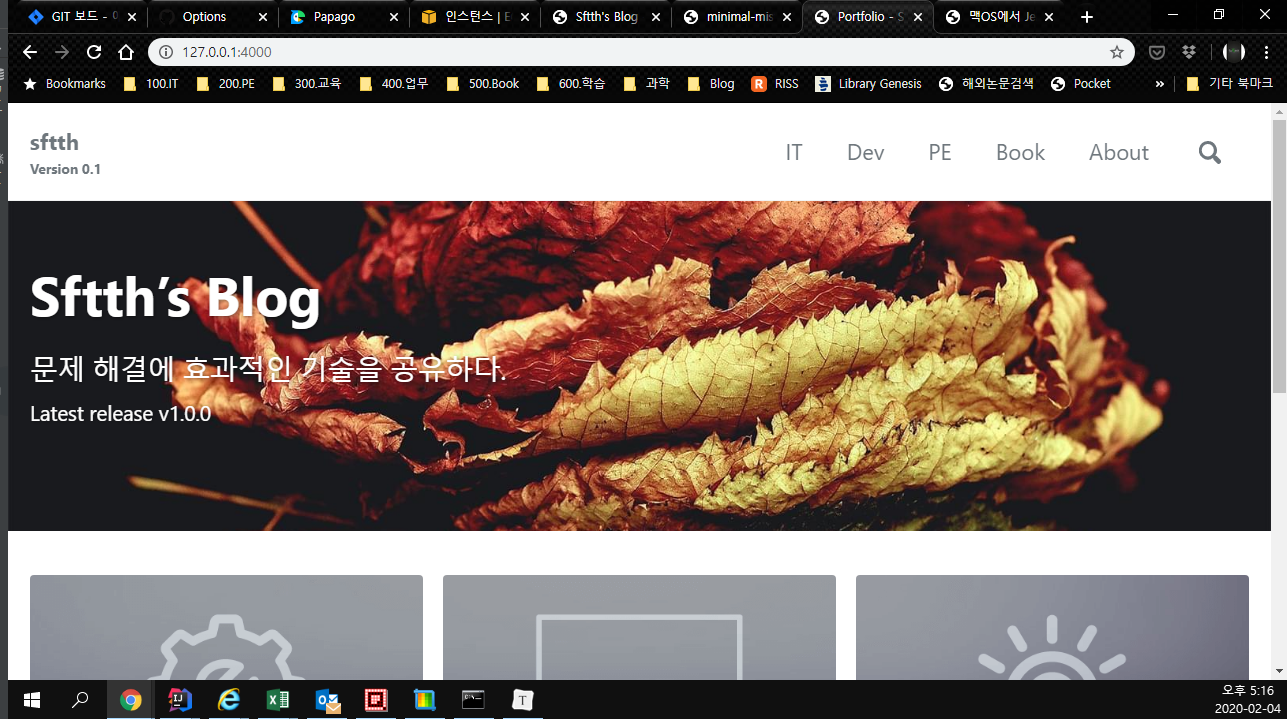 GIT 보드 -
Options
Papago
인스턴스 | E
Sftth's Blog
minimal-mis
Portfolio - S
맥OS에서 Je
127.0.0.1:4000
Bookmarks
100.IT
200.PE
300.교육
400.업무
500.Book
600.학습
과학
Blog
RISS
Library Genesis
해외논문검색
Pocket
»
기타 북마크
sftth
Version 0.1
IT
Dev
PE
Book
About
Sftth's Blog
문제 해결에 효과적인 기술을 공유하다.
Latest release v1.0.0
오후 5:16
2020-02-04